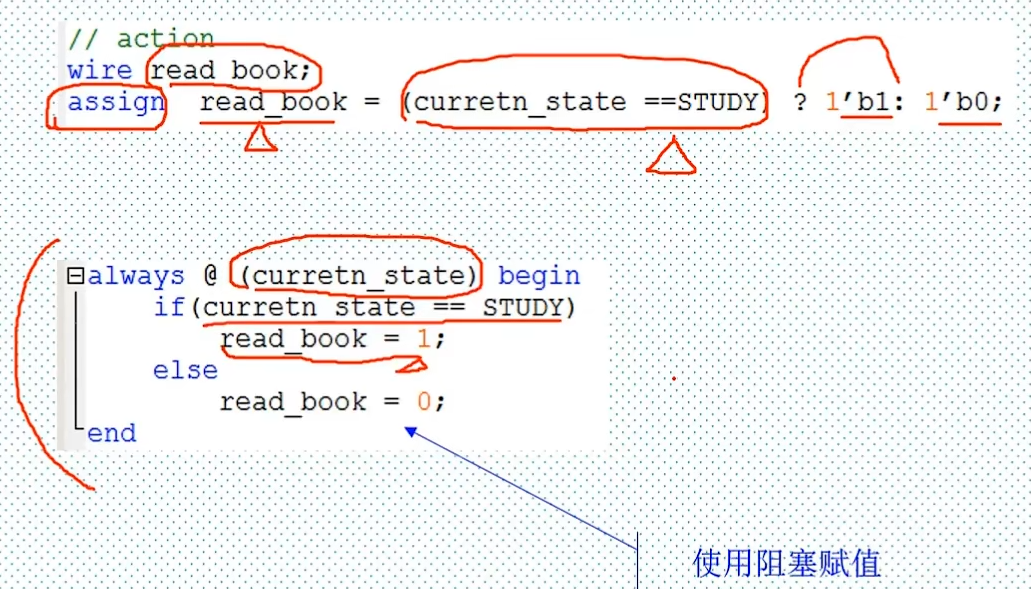 // action
wire read_book;
assign read_book = (curretn_state ==STUDY) ? 1’b1: 1’b0;
always @ (curretn_state) begin
if(curretn_state == STUDY)
read_book = 1;
else
read_book = 0;
end
使用阻塞赋值